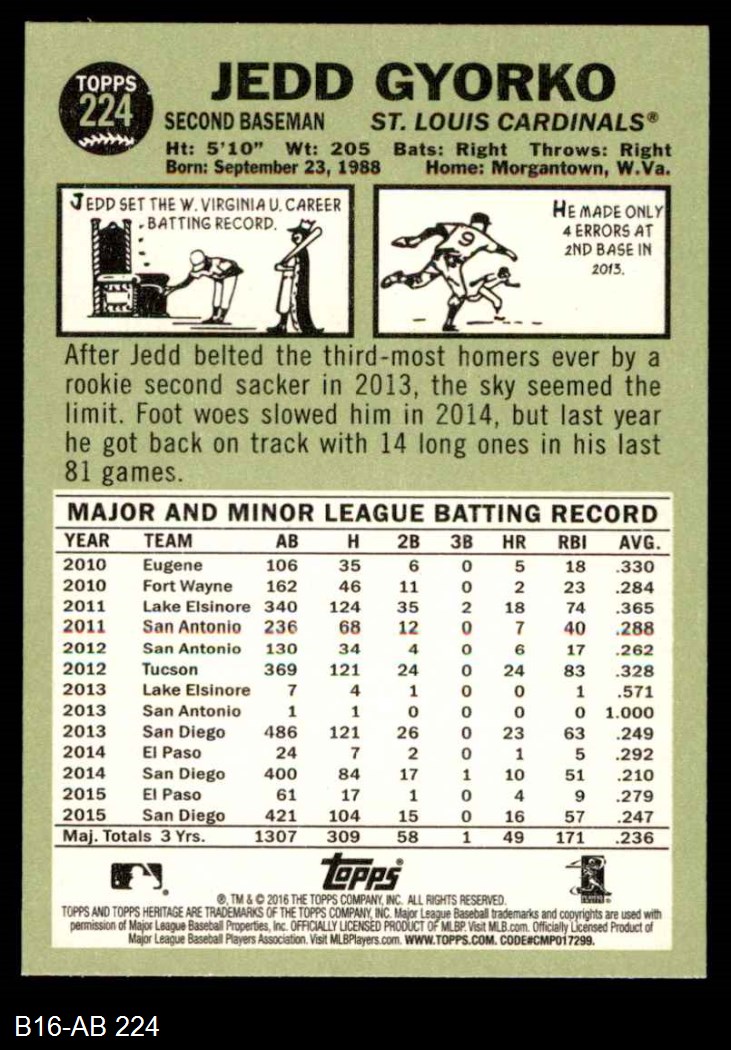 TOPPS
224
JEDD GYORKO
SECOND BASEMAN ST. LOUIS CARDINALS®
Ht: 5'10" Wt: 205 Bats: Right Throws: Right
Born: September 23, 1988 Home: Morgantown, W.Va.
JEDD SET THE W. VIRGINIA U. CAREER
BATTING RECORD.
HE MADE ONLY
4 ERRORS AT
2ND BASE IN
2013.
9
After Jedd belted the third-most homers ever by a
rookie second sacker in 2013, the sky seemed the
limit. Foot woes slowed him in 2014, but last year
he got back on track with 14 long ones in his last
81 games.
MAJOR AND MINOR LEAGUE BATTING RECORD
YEAR TEAM AB H 2B 3B HR RBI AVG.
2010 Eugene 106 35 6 0 5 18 .330
2010 Fort Wayne 162 46 11 0 2 23 .284
2011 Lake Elsinore 340 124 35 2 18 74 .365
2011 San Antonio 236 68 12 0 7 40 .288
2012 San Antonio 130 34 4 0 6 17 .262
2012 Tucson 369 121 24 0 24 83 .328
2013 Lake Elsinore 7 4 1 0 0 1 .571
2013 San Antonio 1 1 0 0 0 0 1.000
2013 San Diego 486 121 26 0 23 63 .249
2014 El Paso 24 7 2 0 1 5 .292
2014 San Diego 400 84 17 1 10 51 .210
2015 El Paso 61 17 1 0 4 9 .279
2015 San Diego 421 104 15 0 16 57 .247
Maj. Totals 3 Yrs. 1307 309 58 1 49 171 .236
topps®
®, TM & © 2016 THE TOPPS COMPANY, INC. ALL RIGHTS RESERVED.
TOPPS AND TOPPS HERITAGE ARE TRADEMARKS OF THE TOPPS COMPANY, INC. Major League Baseball trademarks and copyrights are used with
permission of Major League Baseball Properties, Inc. OFFICIALLY LICENSED PRODUCT OF MLBP. Visit MLB.com. Officially Licensed Product of
Major League Baseball Players Association. Visit MLBPlayers.com. WWW.TOPPS.COM. CODE#CMP017299.
B16-AB 224